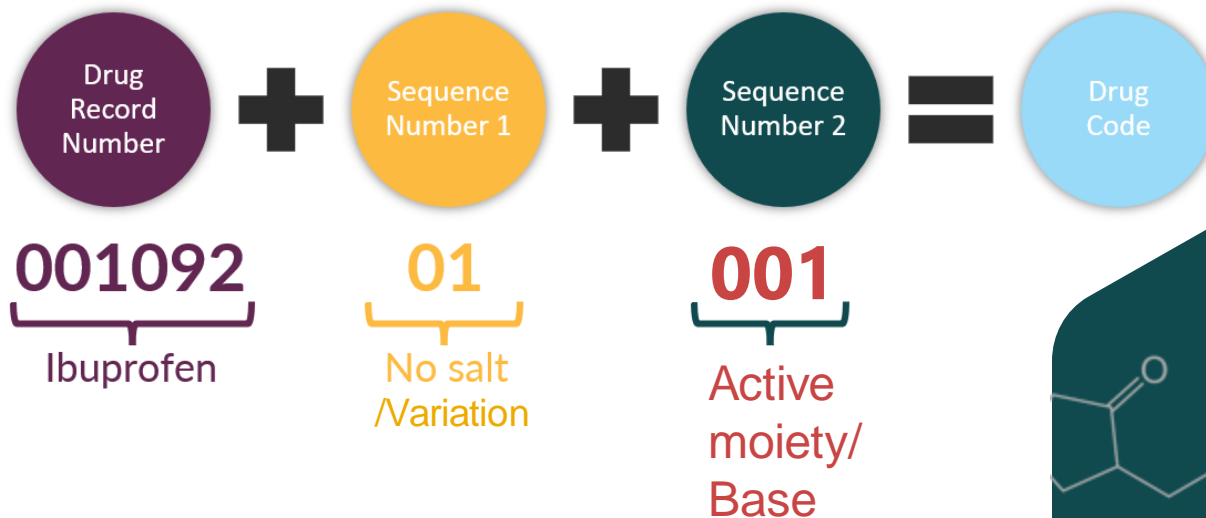 Drug
Record
Number
Sequence
Number 1
Sequence
Number 2
Drug
Code
001092
01
001
Ibuprofen
No salt
/Variation
Active
moiety/
Base
O